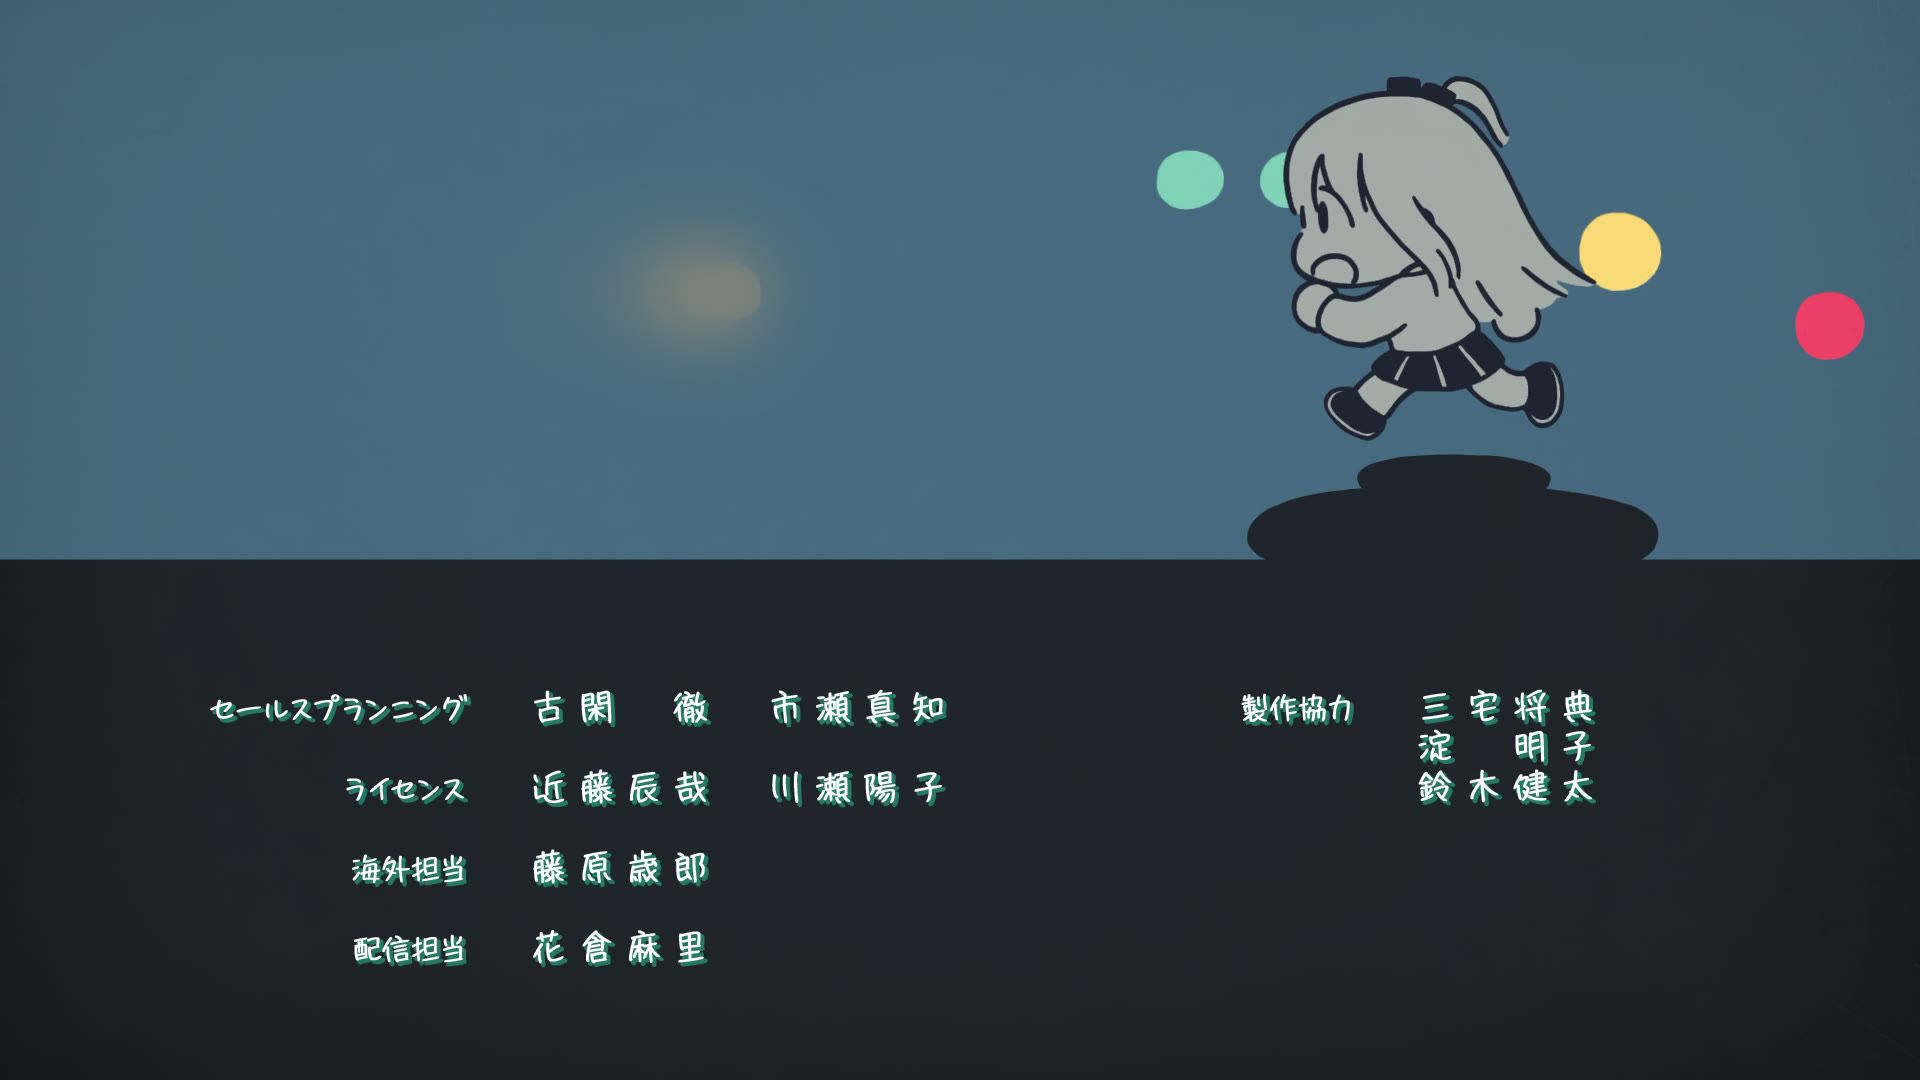 セールスプランニング 古閑 徹 市瀬真知
ライセンス 近藤辰哉 川瀬陽子
海外担当 藤原歳郎
配信担当 花倉麻里
製作協力 三宅将典
淀 明子
鈴木健太